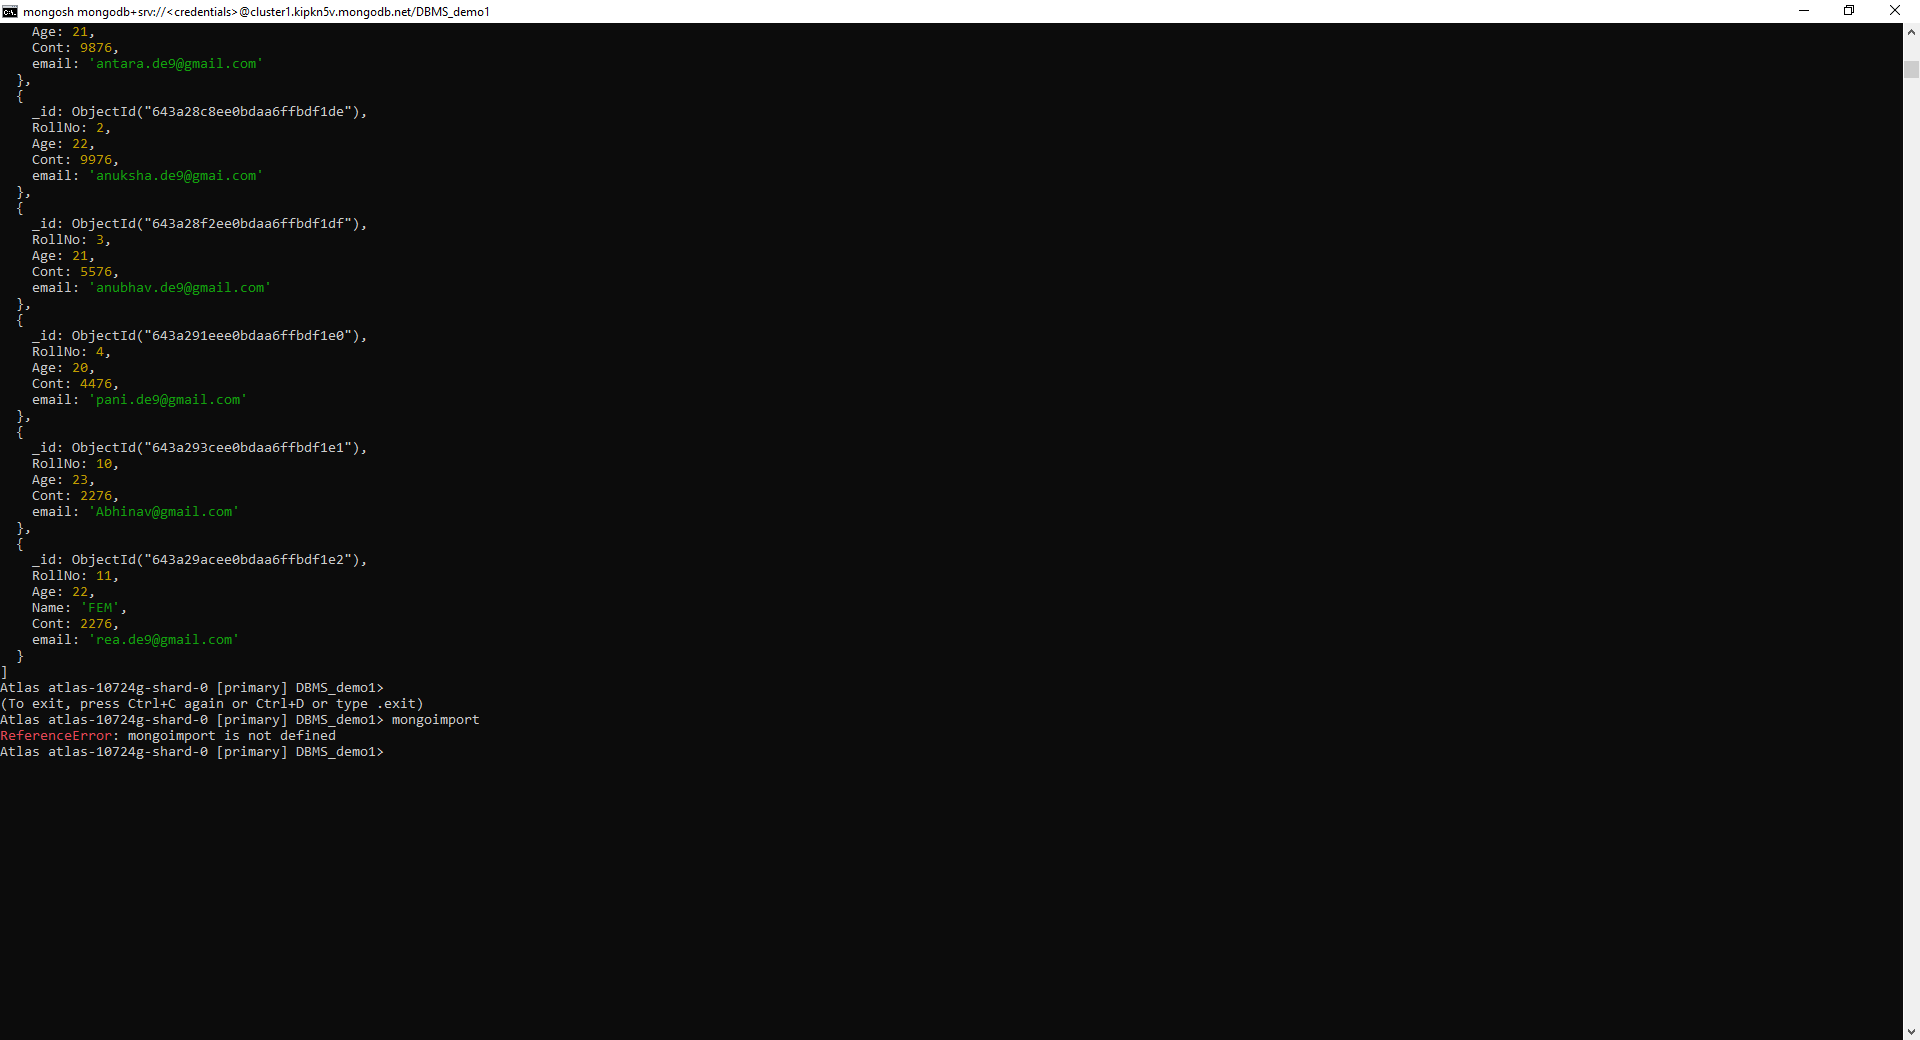 mongosh mongodb+srv://<credentials>@cluster1.kipkn5v.mongodb.net/DBMS_demo1
    Age: 21,
    Cont: 9876,
    email: 'antara.de9@gmail.com'
  },
  {
    _id: ObjectId("643a28c8ee0bdaa6ffbdf1de"),
    RollNo: 2,
    Age: 22,
    Cont: 9976,
    email: 'anuksha.de9@gmai.com'
  },
  {
    _id: ObjectId("643a28f2ee0bdaa6ffbdf1df"),
    RollNo: 3,
    Age: 21,
    Cont: 5576,
    email: 'anubhav.de9@gmail.com'
  },
  {
    _id: ObjectId("643a291eee0bdaa6ffbdf1e0"),
    RollNo: 4,
    Age: 20,
    Cont: 4476,
    email: 'pani.de9@gmail.com'
  },
  {
    _id: ObjectId("643a293cee0bdaa6ffbdf1e1"),
    RollNo: 10,
    Age: 23,
    Cont: 2276,
    email: 'Abhinav@gmail.com'
  },
  {
    _id: ObjectId("643a29acee0bdaa6ffbdf1e2"),
    RollNo: 11,
    Age: 22,
    Name: 'FEM',
    Cont: 2276,
    email: 'rea.de9@gmail.com'
  }
]
Atlas atlas-10724g-shard-0 [primary] DBMS_demo1>
(To exit, press Ctrl+C again or Ctrl+D or type .exit)
Atlas atlas-10724g-shard-0 [primary] DBMS_demo1> mongoimport
ReferenceError: mongoimport is not defined
Atlas atlas-10724g-shard-0 [primary] DBMS_demo1>